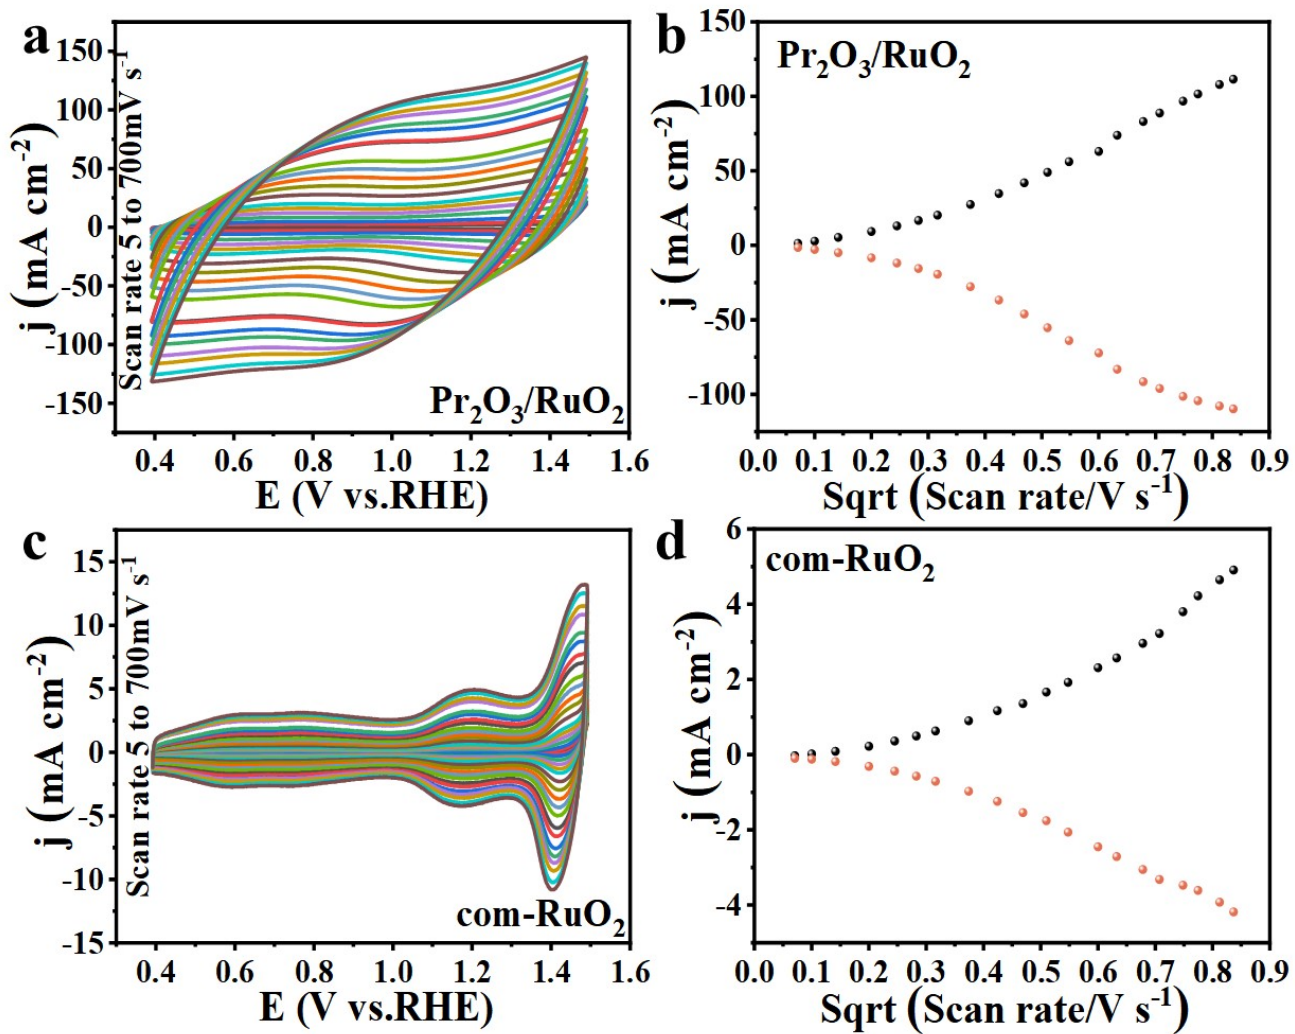 a
150
100
50
0
-50
-100
-150
j (mA cm⁻²)
Scan rate 5 to 700mV s⁻¹
Pr₂O₃/RuO₂
0.4 0.6 0.8 1.0 1.2 1.4 1.6
E (V vs.RHE)
b
150
100
50
0
-50
-100
j (mA cm⁻²)
Pr₂O₃/RuO₂
0.0 0.1 0.2 0.3 0.4 0.5 0.6 0.7 0.8 0.9
Sqrt (Scan rate/V s⁻¹)
c
15
10
5
0
-5
-10
-15
j (mA cm⁻²)
Scan rate 5 to 700mV s⁻¹
com-RuO₂
0.4 0.6 0.8 1.0 1.2 1.4 1.6
E (V vs.RHE)
d
6
4
2
0
-2
-4
j (mA cm⁻²)
com-RuO₂
0.0 0.1 0.2 0.3 0.4 0.5 0.6 0.7 0.8 0.9
Sqrt (Scan rate/V s⁻¹)